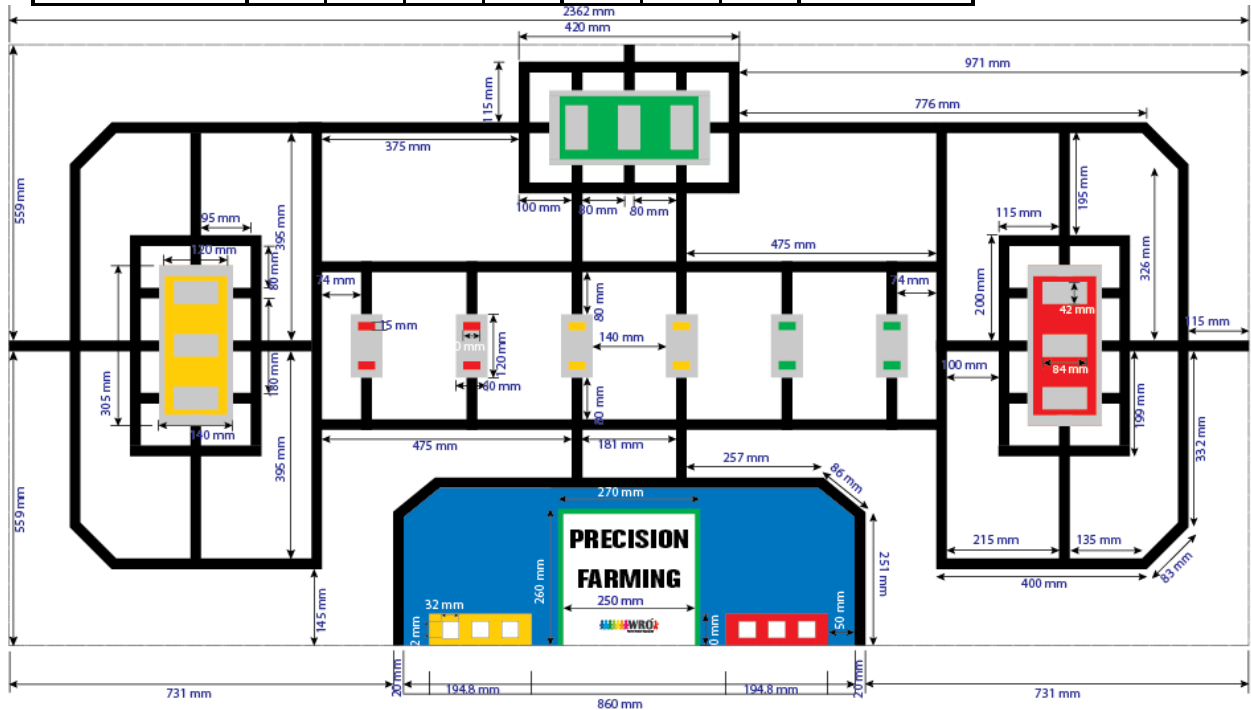 2362 mm
420 mm
971 mm
115 mm
776 mm
375 mm
559 mm
395 mm
195 mm
100 mm
80 mm
80 mm
95 mm
115 mm
120 mm
80 mm
475 mm
326 mm
200 mm
74 mm
74 mm
15 mm
80 mm
140 mm
42 mm
115 mm
120 mm
60 mm
100 mm
84 mm
305 mm
180 mm
80 mm
199 mm
140 mm
475 mm
181 mm
332 mm
395 mm
257 mm
86 mm
559 mm
270 mm
PRECISION
FARMING
260 mm
251 mm
215 mm
135 mm
400 mm
83 mm
250 mm
WRO
32 mm
145 mm
50 mm
20 mm
194.8 mm
194.8 mm
20 mm
731 mm
860 mm
731 mm